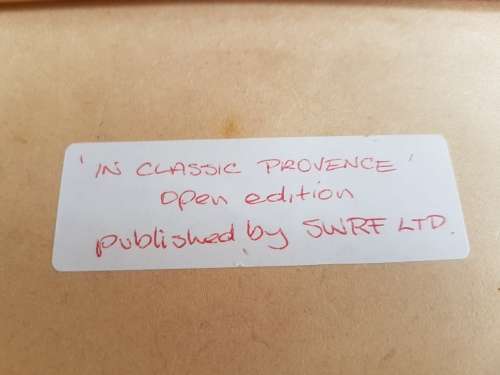 'IN CLASSIC PROVENCE'
open edition
published by SWRF LTD.